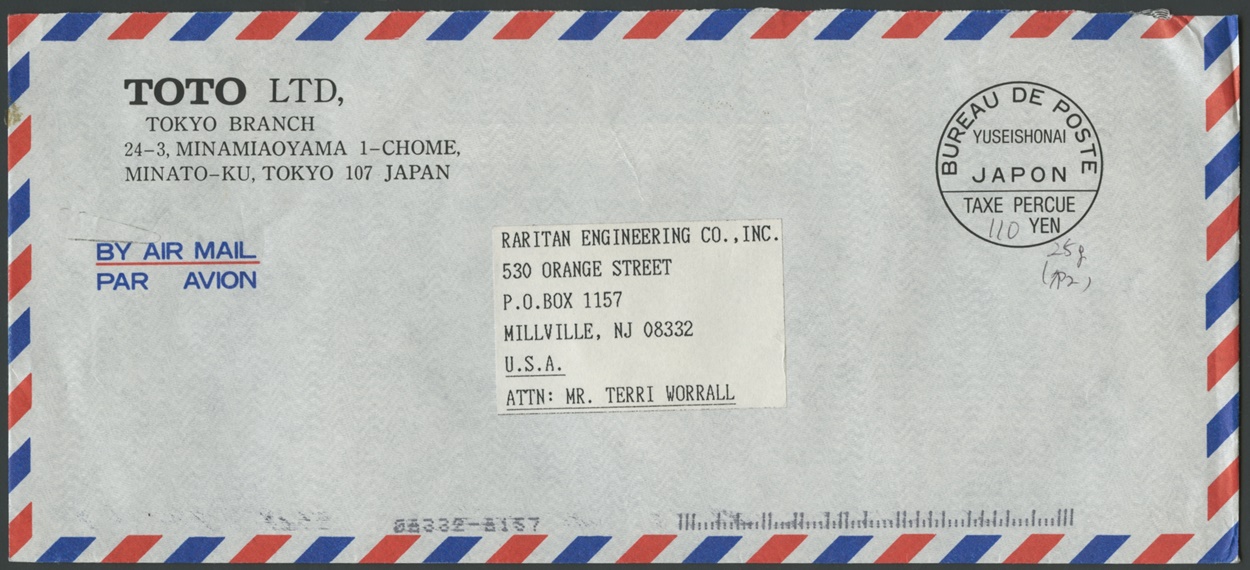 TOTO LTD,
TOKYO BRANCH
24-3, MINAMIAOYAMA 1-CHOME,
MINATO-KU, TOKYO 107 JAPAN
BY AIR MAIL
PAR AVION
BUREAU DE POSTE
YUSEISHONAI
JAPON
TAXE PERCUE
110 YEN
25g
RARITAN ENGINEERING CO.,INC.
530 ORANGE STREET
P.O.BOX 1157
MILLVILLE, NJ 08332
U.S.A.
ATTN: MR. TERRI WORRALL